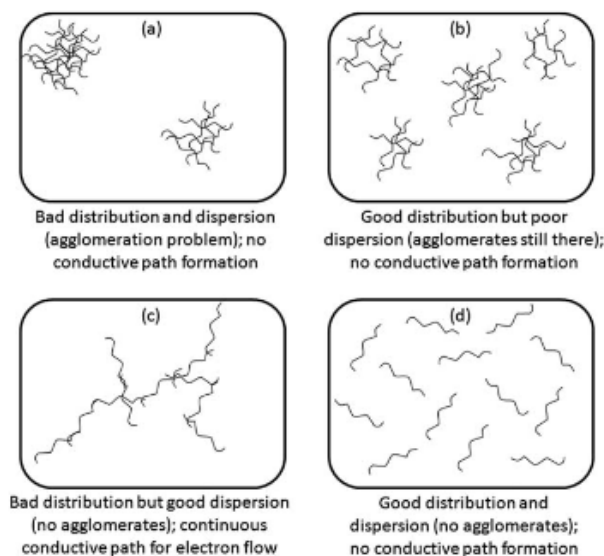 (a)
Bad distribution and dispersion
(agglomeration problem); no
conductive path formation
(b)
Good distribution but poor
dispersion (agglomerates still there);
no conductive path formation
(c)
Bad distribution but good dispersion
(no agglomerates); continuous
conductive path for electron flow
(d)
Good distribution and
dispersion (no agglomerates);
no conductive path formation